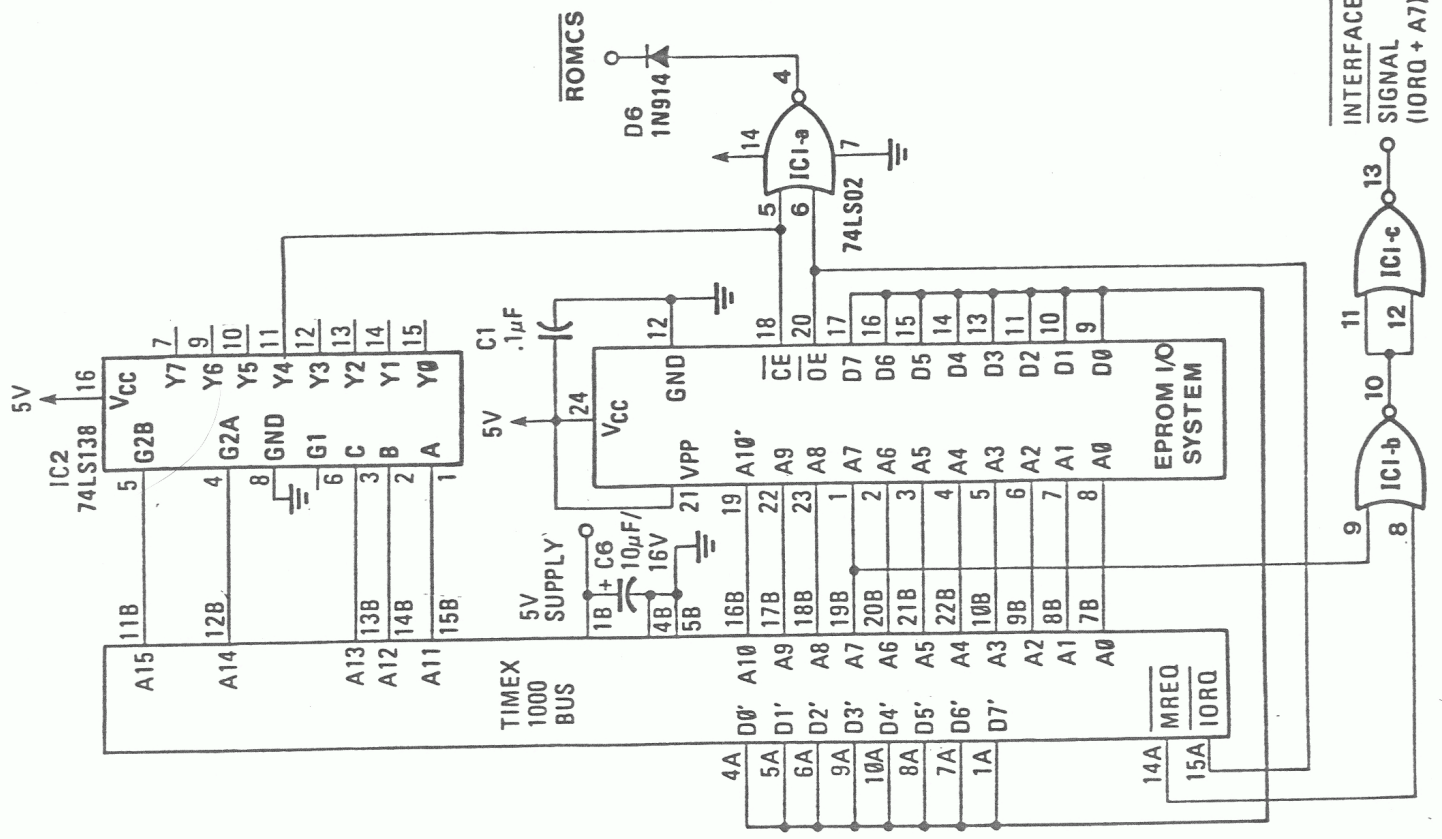 IC2
74LS138
5V
16
VCC
5 G2B
4 G2A
8 GND
6 G1
3 C
2 B
1 A
Y7 7
Y6 9
Y5 10
Y4 11
Y3 12
Y2 13
Y1 14
Y0 15
ROMCS
D6
1N914
4
14
IC1-a
7
5
6
74LS02
C1
.1µF
5V
24
VCC
12
GND
21 VPP
19 A10'
22 A9
23 A8
1 A7
2 A6
3 A5
4 A4
5 A3
6 A2
7 A1
8 A0
18 CE
20 OE
17 D7
16 D6
15 D5
14 D4
13 D3
11 D2
10 D1
9 D0
EPROM I/O
SYSTEM
TIMEX
1000
BUS
A15 11B
A14 12B
A13 13B
A12 14B
A11 15B
5V
SUPPLY
1B
+ C6
10µF/
16V
4B
5B
A10 16B
A9 17B
A8 18B
A7 19B
A6 20B
A5 21B
A4 22B
A3 10B
A2 9B
A1 8B
A0 7B
4A D0'
5A D1'
6A D2'
9A D3'
10A D4'
8A D5'
7A D6'
1A D7'
14A MREQ
15A IORQ
9
8
IC1-b
10
11
12
IC1-c
13
INTERFACE
SIGNAL
(IORQ + A7)